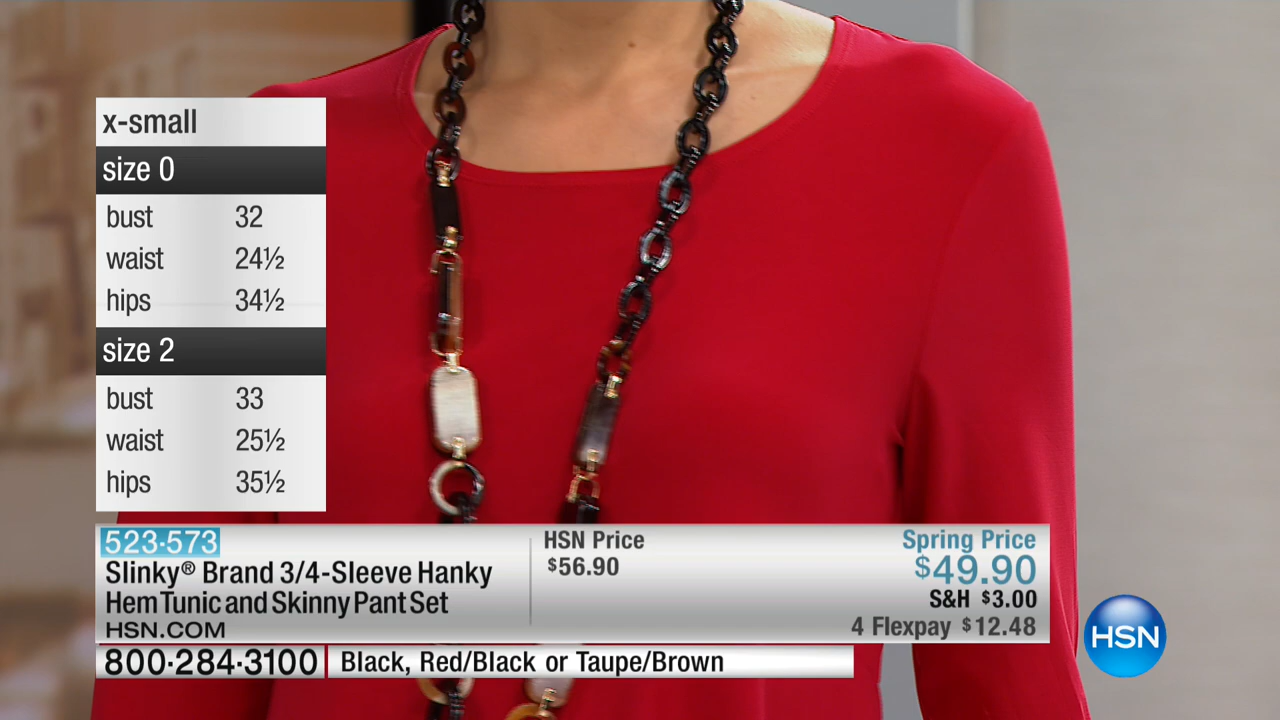 x-small
size 0
bust 32
waist 24½
hips 34½
size 2
bust 33
waist 25½
hips 35½
523-573
Slinky® Brand 3/4-Sleeve Hanky
Hem Tunic and Skinny Pant Set
HSN.COM
HSN Price
$56.90
Spring Price
$49.90
S&H $3.00
4 Flexpay $12.48
800·284·3100
Black, Red/Black or Taupe/Brown
HSN